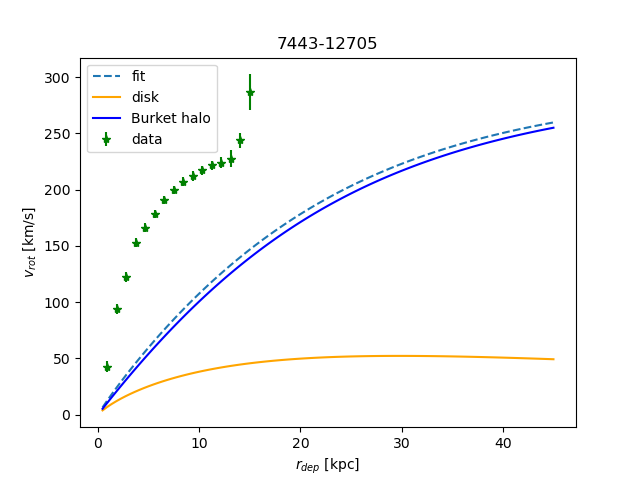 7443-12705
fit
disk
Burket halo
data
300
250
200
150
100
50
0
v_rot [km/s]
0 10 20 30 40
r_dep [kpc]